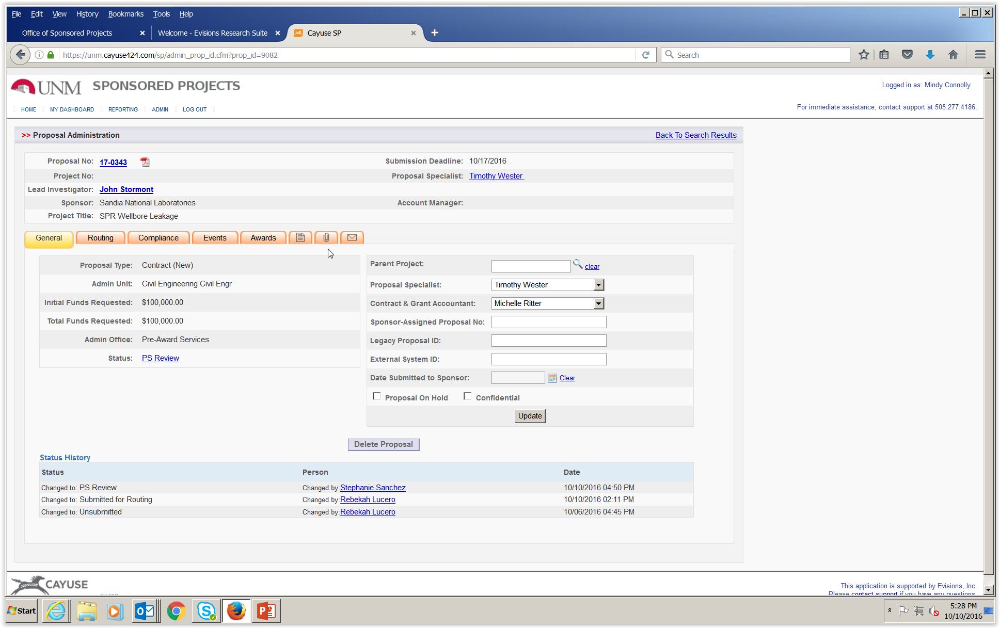 File Edit View History Bookmarks Tools Help
Office of Sponsored Projects × Welcome - Evisions Research Suite × Cayuse SP × +
https://unm.cayuse424.com/sp/admin_prop_id.cfm?prop_id=9082 Search
UNM SPONSORED PROJECTS Logged in as: Mindy Connolly
HOME MY DASHBOARD REPORTING ADMIN LOG OUT For immediate assistance, contact support at 505.277.4186.
>> Proposal Administration Back To Search Results
Proposal No: 17-0343 Submission Deadline: 10/17/2016
Project No: Proposal Specialist: Timothy Wester
Lead Investigator: John Stormont
Sponsor: Sandia National Laboratories Account Manager:
Project Title: SPR Wellbore Leakage
General Routing Compliance Events Awards
Proposal Type: Contract (New) Parent Project: clear
Admin Unit: Civil Engineering Civil Engr Proposal Specialist: Timothy Wester
Initial Funds Requested: $100,000.00 Contract & Grant Accountant: Michelle Ritter
Total Funds Requested: $100,000.00 Sponsor-Assigned Proposal No:
Admin Office: Pre-Award Services Legacy Proposal ID:
Status: PS Review External System ID:
Date Submitted to Sponsor: Clear
Proposal On Hold Confidential
Update
Delete Proposal
Status History
Status Person Date
Changed to: PS Review Changed by:Stephanie Sanchez 10/10/2016 04:50 PM
Changed to: Submitted for Routing Changed by:Rebekah Lucero 10/10/2016 02:11 PM
Changed to: Unsubmitted Changed by:Rebekah Lucero 10/06/2016 04:45 PM
CAYUSE This application is supported by Evisions, Inc.
Please contact support if you have any questions.
Start 5:28 PM
10/10/2016